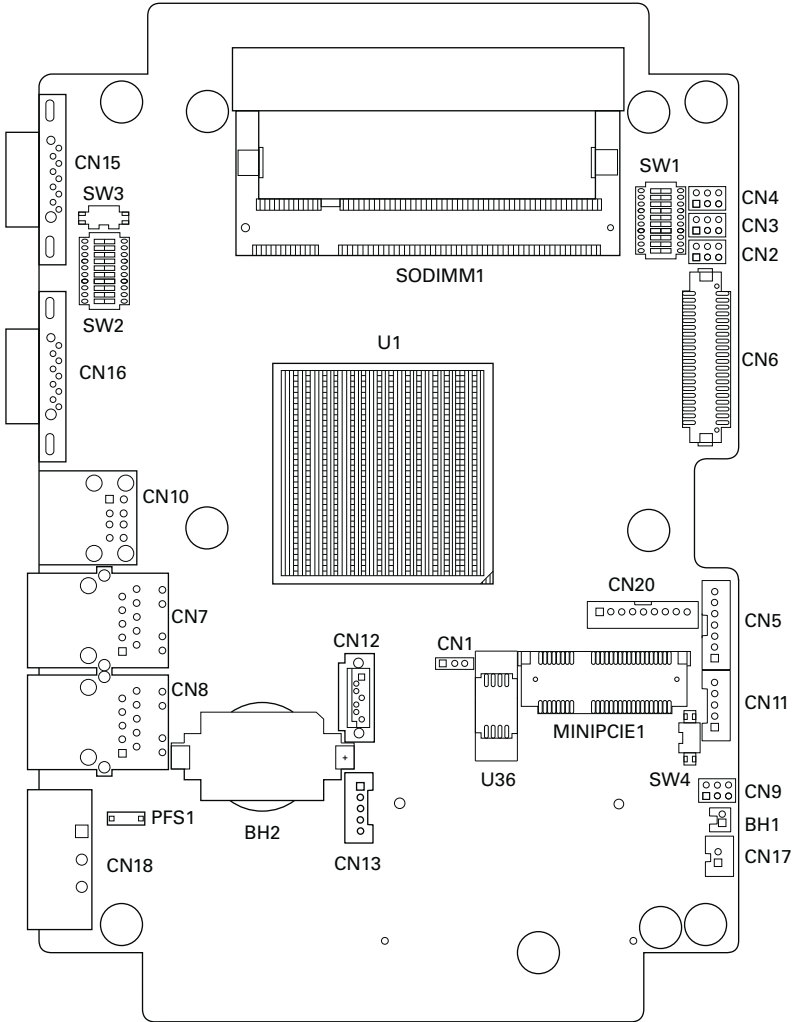 CN15
SW1
SW3
CN4
CN3
CN2
SODIMM1
SW2
U1
CN16
CN6
CN10
CN20
CN7
CN5
CN12
CN1
CN8
CN11
MINIPCIE1
U36
SW4
CN9
PFS1
BH2
BH1
CN13
CN18
CN17
+